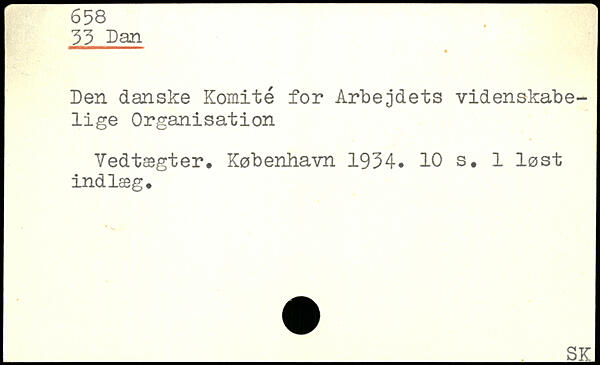 658
33 Dan
Den danske Komité for Arbejdets videnskabe-
lige Organisation
Vedtægter. København 1934. 10 s. 1 løst
indlæg.
SK